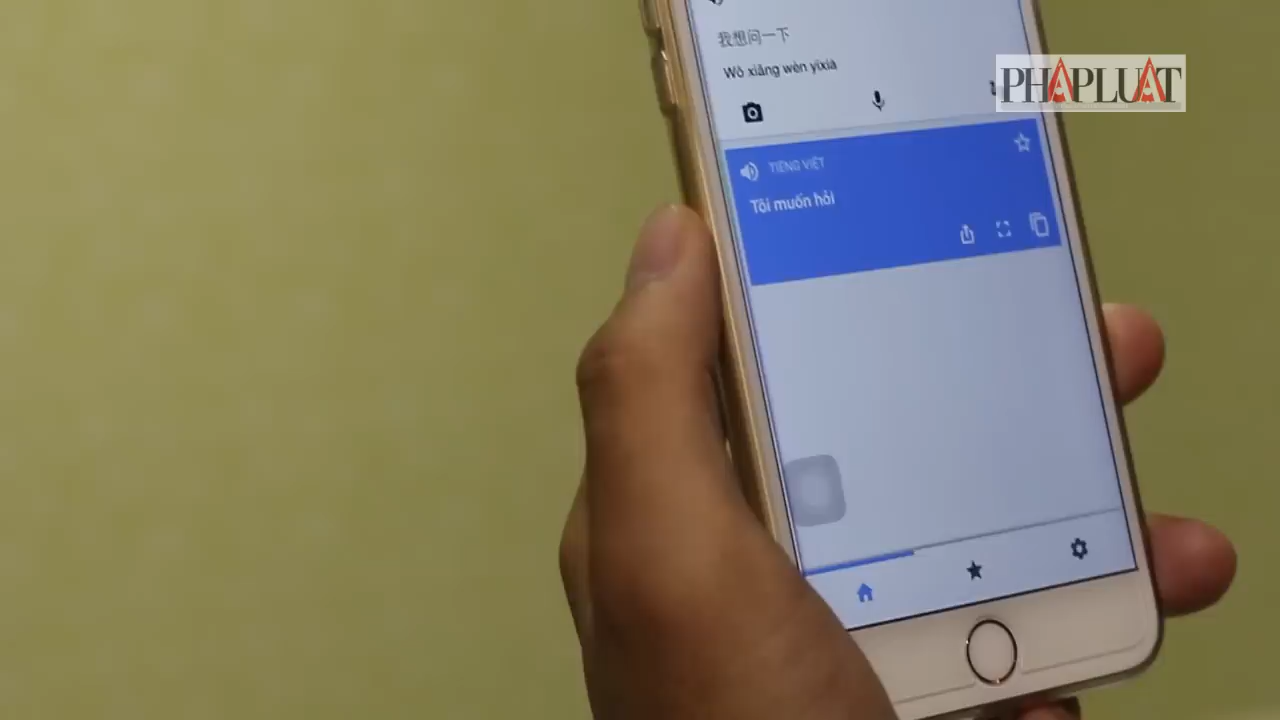 我想问一下
Wǒ xiǎng wèn yīxià
PHAPLUAT
TIẾNG VIỆT
Tôi muốn hỏi